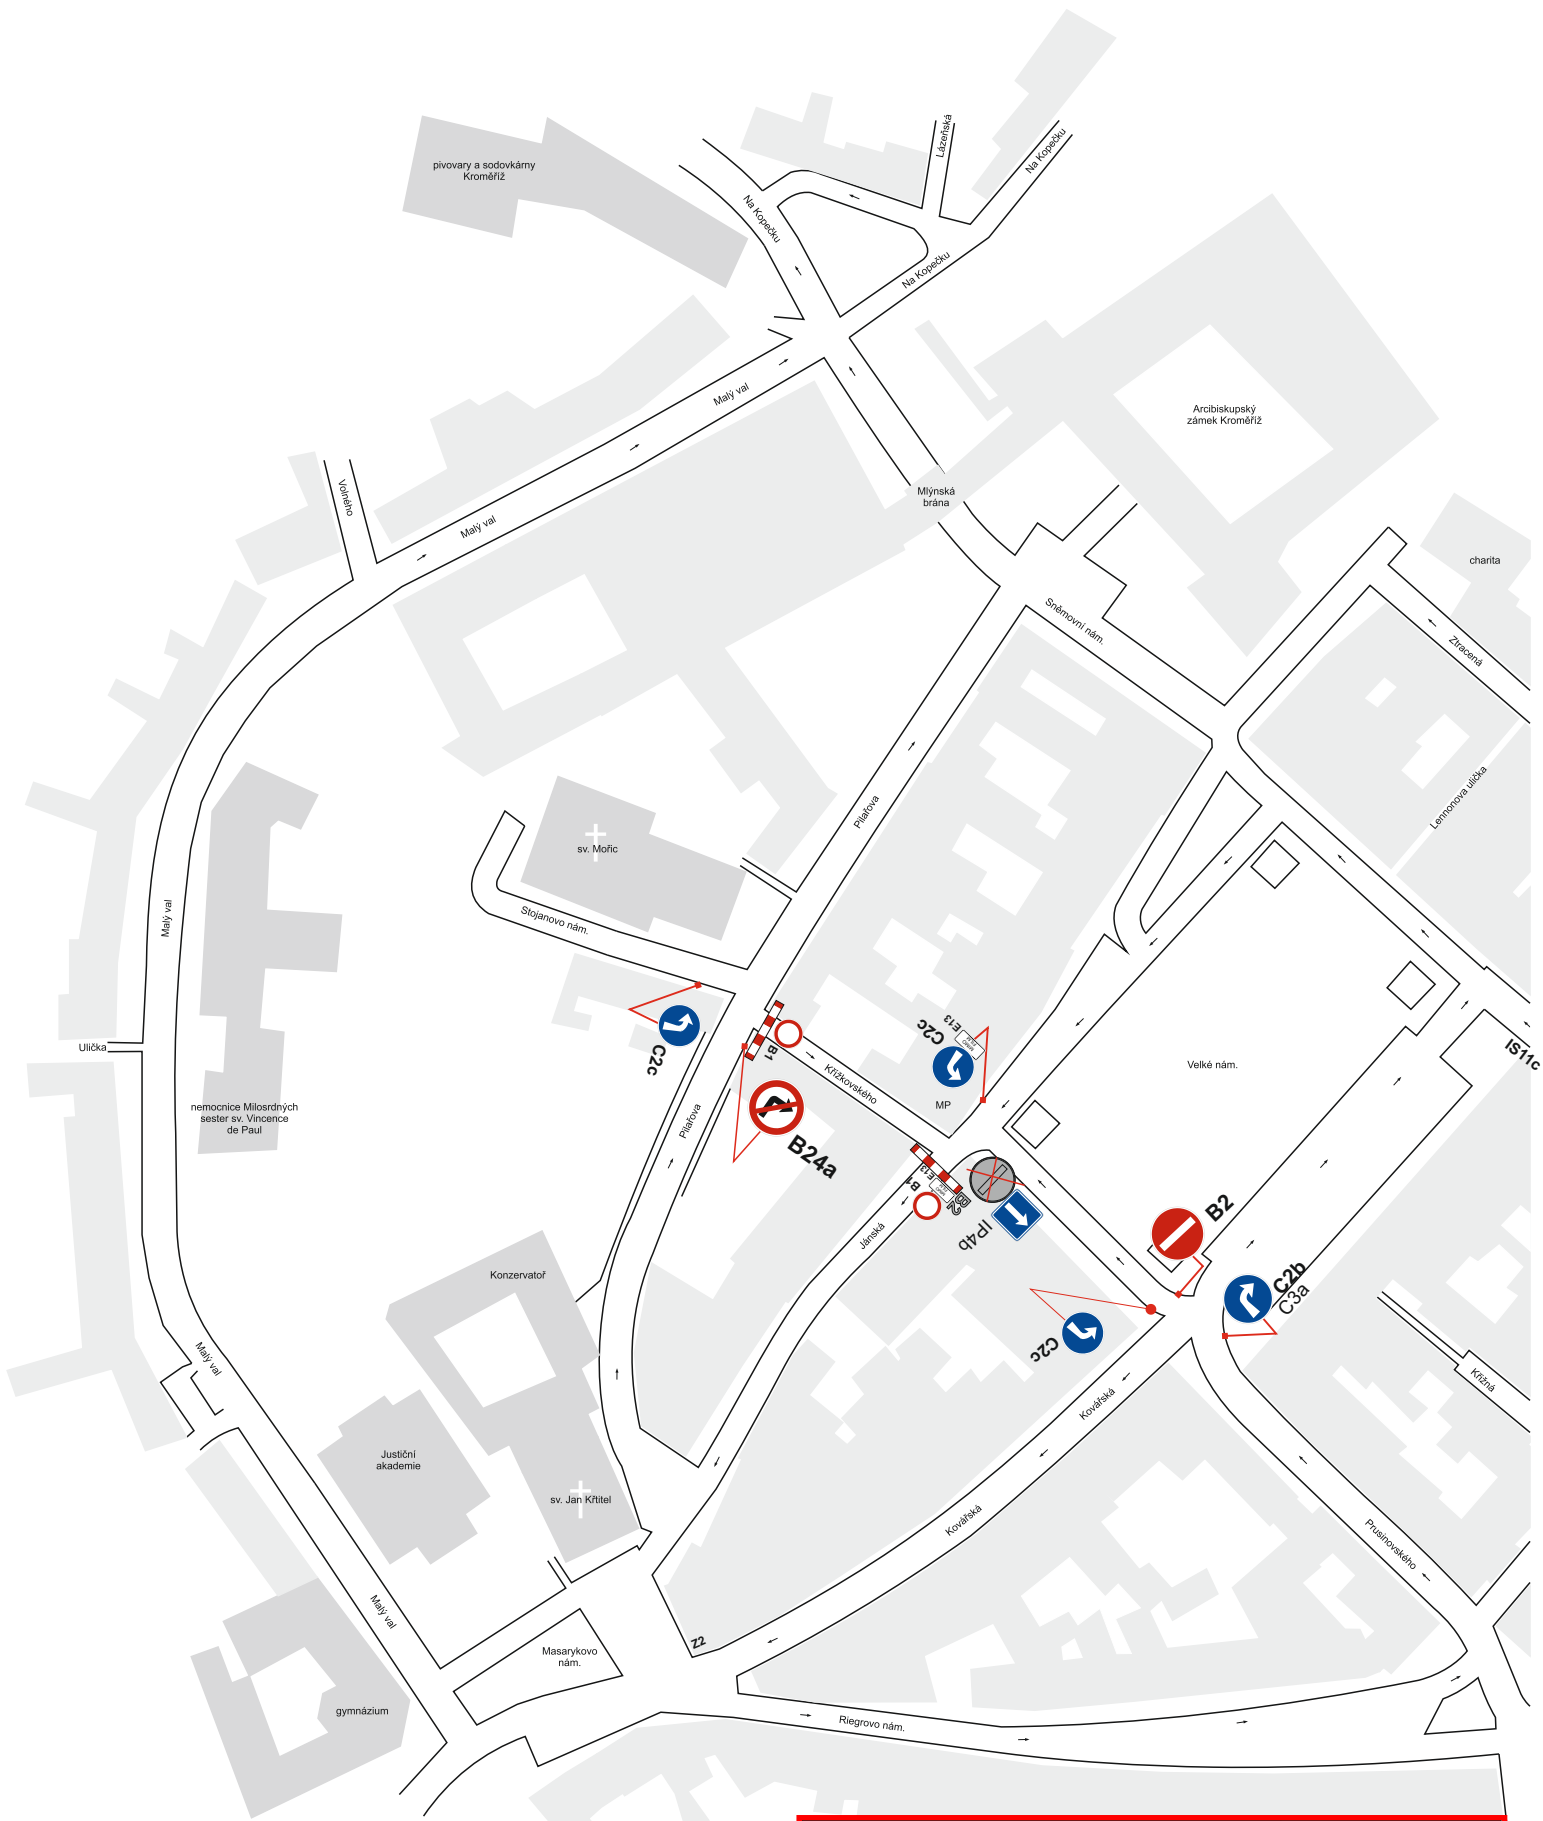 Lázeňská
Na Kopečku
pivovary a sodovkárny
Kroměříž
Na Kopečku
Na Kopečku
Malý val
Arcibiskupský
zámek Kroměříž
Volného
Malý val
Mlýnská
brána
charita
Sněmovní nám.
Ztracená
Lennonova ulička
Pilařova
sv. Mořic
Stojanovo nám.
Malý val
C2c
E13
C2c
IS11c
Ulička
B1
Křížkovského
Velké nám.
MP
nemocnice Milosrdných
sester sv. Vincence
de Paul
Pilařova
B24a
E13
B1
B2
IP4b
B2
Jánská
Konzervatoř
C2b
C3a
C2c
Malý val
Křižná
Kovářská
Justiční
akademie
sv. Jan Křtitel
Kovářská
Prusinovského
Malý val
Z2
Masarykovo
nám.
gymnázium
Riegrovo nám.